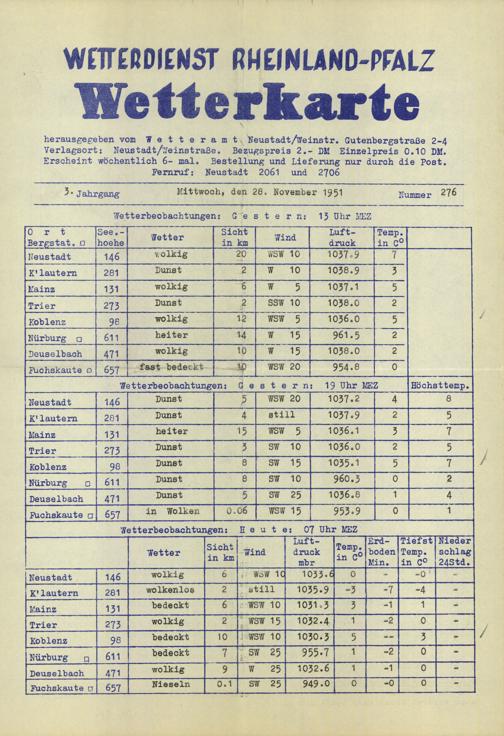 WETTERDIENST RHEINLAND-PFALZ
Wetterkarte
herausgegeben vom Wetteramt Neustadt/Weinstr. Gutenbergstraße 2-4
Verlagsort: Neustadt/Weinstraße. Bezugspreis 2.- DM Einzelpreis 0.10 DM.
Erscheint wöchentlich 6- mal. Bestellung und Lieferung nur durch die Post.
Fernruf: Neustadt 2061 und 2706
3. Jahrgang Mittwoch, den 28. November 1951 Nummer 276
Wetterbeobachtungen: Gestern: 13 Uhr MEZ
Ort See.- Wetter Sicht Wind Luft- Temp.
Bergstat. □ hoehe in km druck in C°
Neustadt 146 wolkig 20 WSW 10 1037.9 7
K'lautern 281 Dunst 2 W 10 1038.9 3
Mainz 131 wolkig 6 W 5 1037.1 5
Trier 273 Dunst 2 SSW 10 1038.0 2
Koblenz 98 wolkig 12 WSW 5 1036.0 5
Nürburg □ 611 heiter 14 W 15 961.5 2
Deuselbach 471 wolkig 10 W 15 1038.0 2
Fuchskaute □ 657 fast bedeckt 30 WSW 20 954.8 0
Wetterbeobachtungen: Gestern: 19 Uhr MEZ Höchsttemp.
Neustadt 146 Dunst 5 WSW 20 1037.2 4 8
K'lautern 281 Dunst 4 still 1037.9 2 5
Mainz 131 heiter 15 WSW 5 1036.1 3 7
Trier 273 Dunst 3 SW 10 1036.0 2 5
Koblenz 98 Dunst 8 SW 15 1035.1 5 7
Nürburg □ 611 Dunst 8 SW 10 960.3 0 2
Deuselbach 471 Dunst 5 SW 25 1036.8 1 4
Fuchskaute □ 657 in Wolken 0.06 WSW 15 953.9 0 1
Wetterbeobachtungen: Heute: 07 Uhr MEZ
Wetter Sicht Wind Luft- Temp. Erd- Tiefst Nieder
in km druck in C° boden Temp. schlag
mbr Min. in C° 24Std.
Neustadt 146 wolkig 6 WSW 10 1033.6 0 - -0 -
K'lautern 281 wolkenlos 2 still 1035.9 -3 -7 -4 -
Mainz 131 bedeckt 6 WSW 10 1031.3 3 -1 1 -
Trier 273 wolkig 2 WSW 15 1032.4 1 -2 0 -
Koblenz 98 bedeckt 10 WSW 10 1030.3 5 -- 3 -
Nürburg □ 611 bedeckt 7 SW 25 955.7 1 -2 0 -
Deuselbach 471 wolkig 9 W 25 1032.6 1 -1 0 -
Fuchskaute □ 657 Nieseln 0.1 SW 25 949.0 0 -0 0 -